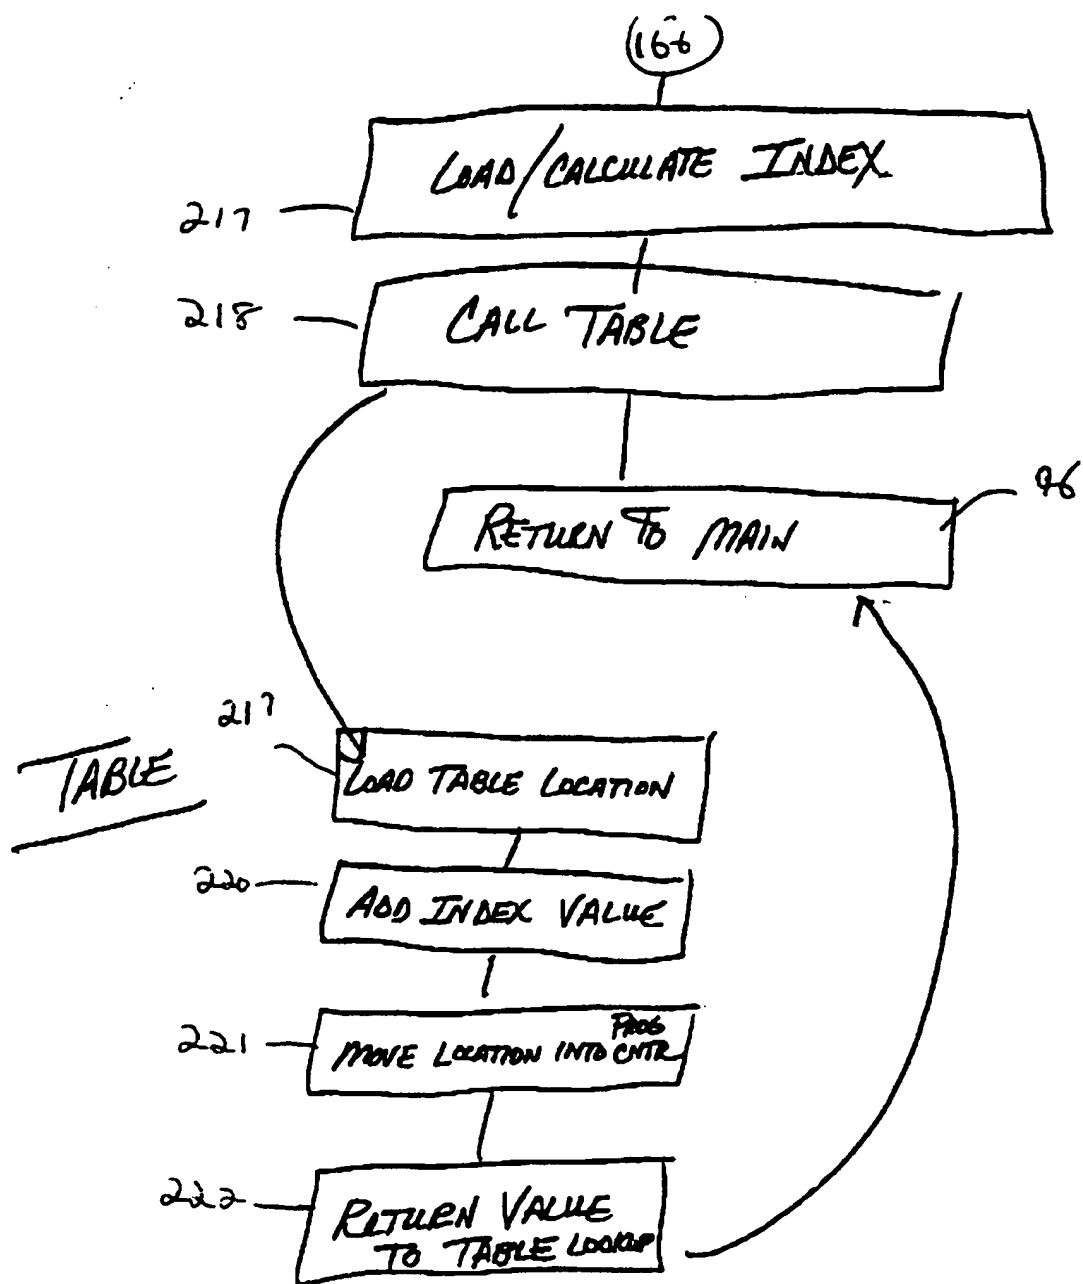 166
LOAD/CALCULATE INDEX
217
218
CALL TABLE
96
RETURN TO MAIN
TABLE
LOAD TABLE LOCATION
220
ADD INDEX VALUE
221
MOVE LOCATION INTO PROG CNTR
222
RETURN VALUE
TO TABLE LOOKUP